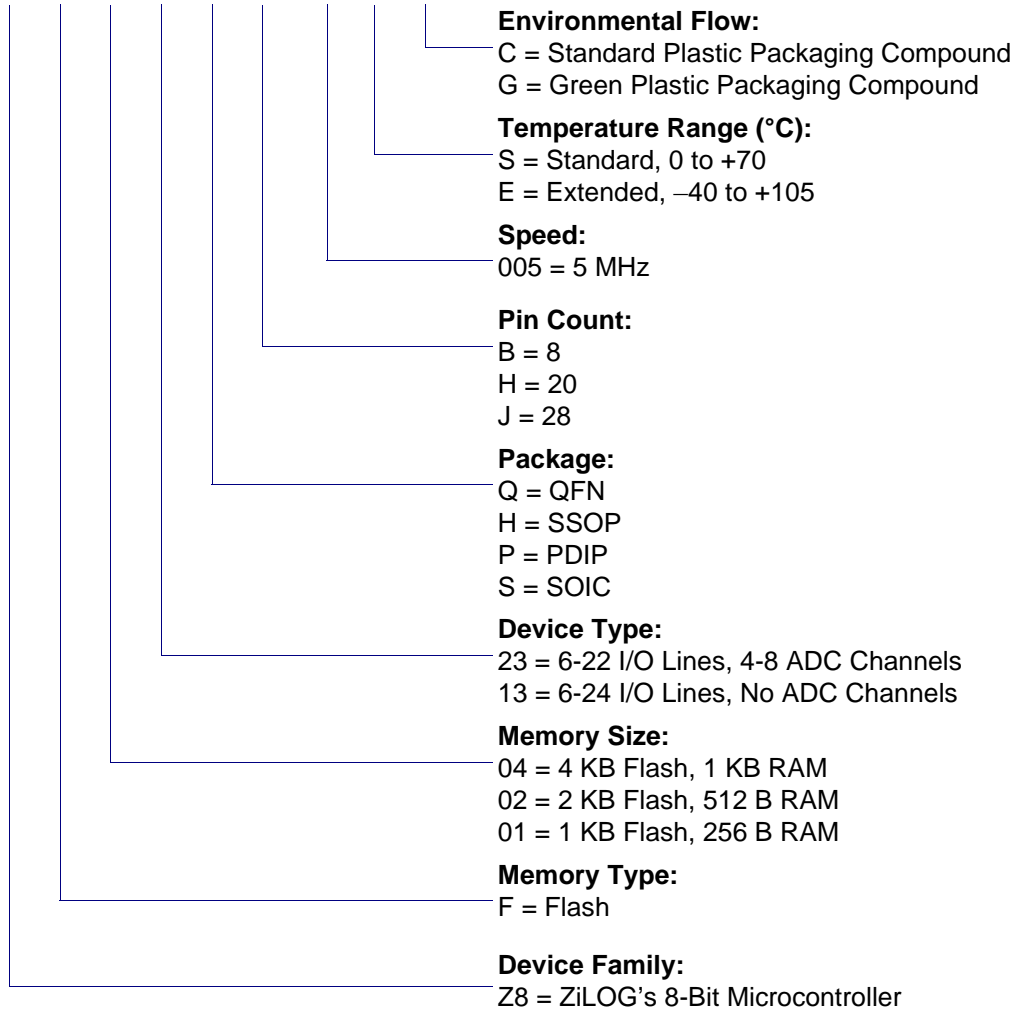 Environmental Flow:
C = Standard Plastic Packaging Compound
G = Green Plastic Packaging Compound
Temperature Range (°C):
S = Standard, 0 to +70
E = Extended, –40 to +105
Speed:
005 = 5 MHz
Pin Count:
B = 8
H = 20
J = 28
Package:
Q = QFN
H = SSOP
P = PDIP
S = SOIC
Device Type:
23 = 6-22 I/O Lines, 4-8 ADC Channels
13 = 6-24 I/O Lines, No ADC Channels
Memory Size:
04 = 4 KB Flash, 1 KB RAM
02 = 2 KB Flash, 512 B RAM
01 = 1 KB Flash, 256 B RAM
Memory Type:
F = Flash
Device Family:
Z8 = ZiLOG's 8-Bit Microcontroller